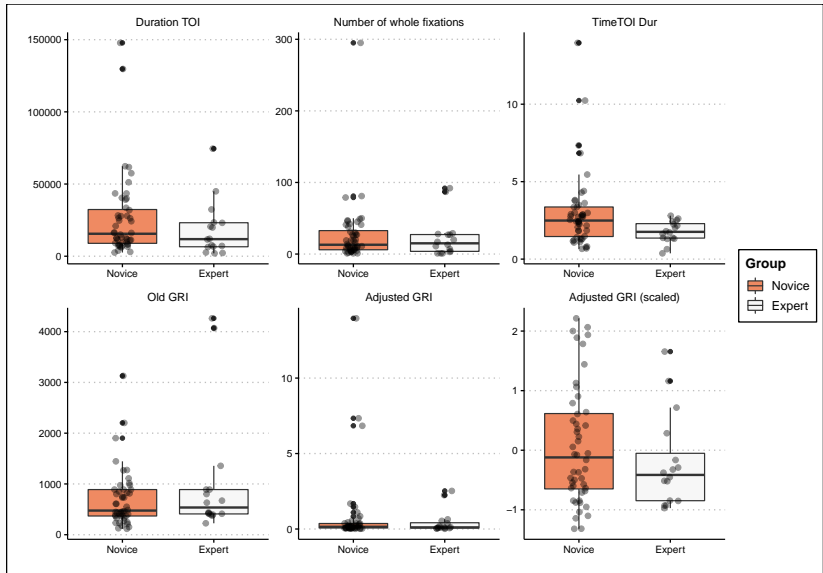 Duration TOI
Number of whole fixations
TimeTOI Dur
150000
100000
50000
0
300
200
100
0
10
5
0
Novice
Expert
Novice
Expert
Novice
Expert
Group
Novice
Expert
Old GRI
Adjusted GRI
Adjusted GRI (scaled)
4000
3000
2000
1000
0
10
5
0
2
1
0
−1
Novice
Expert
Novice
Expert
Novice
Expert